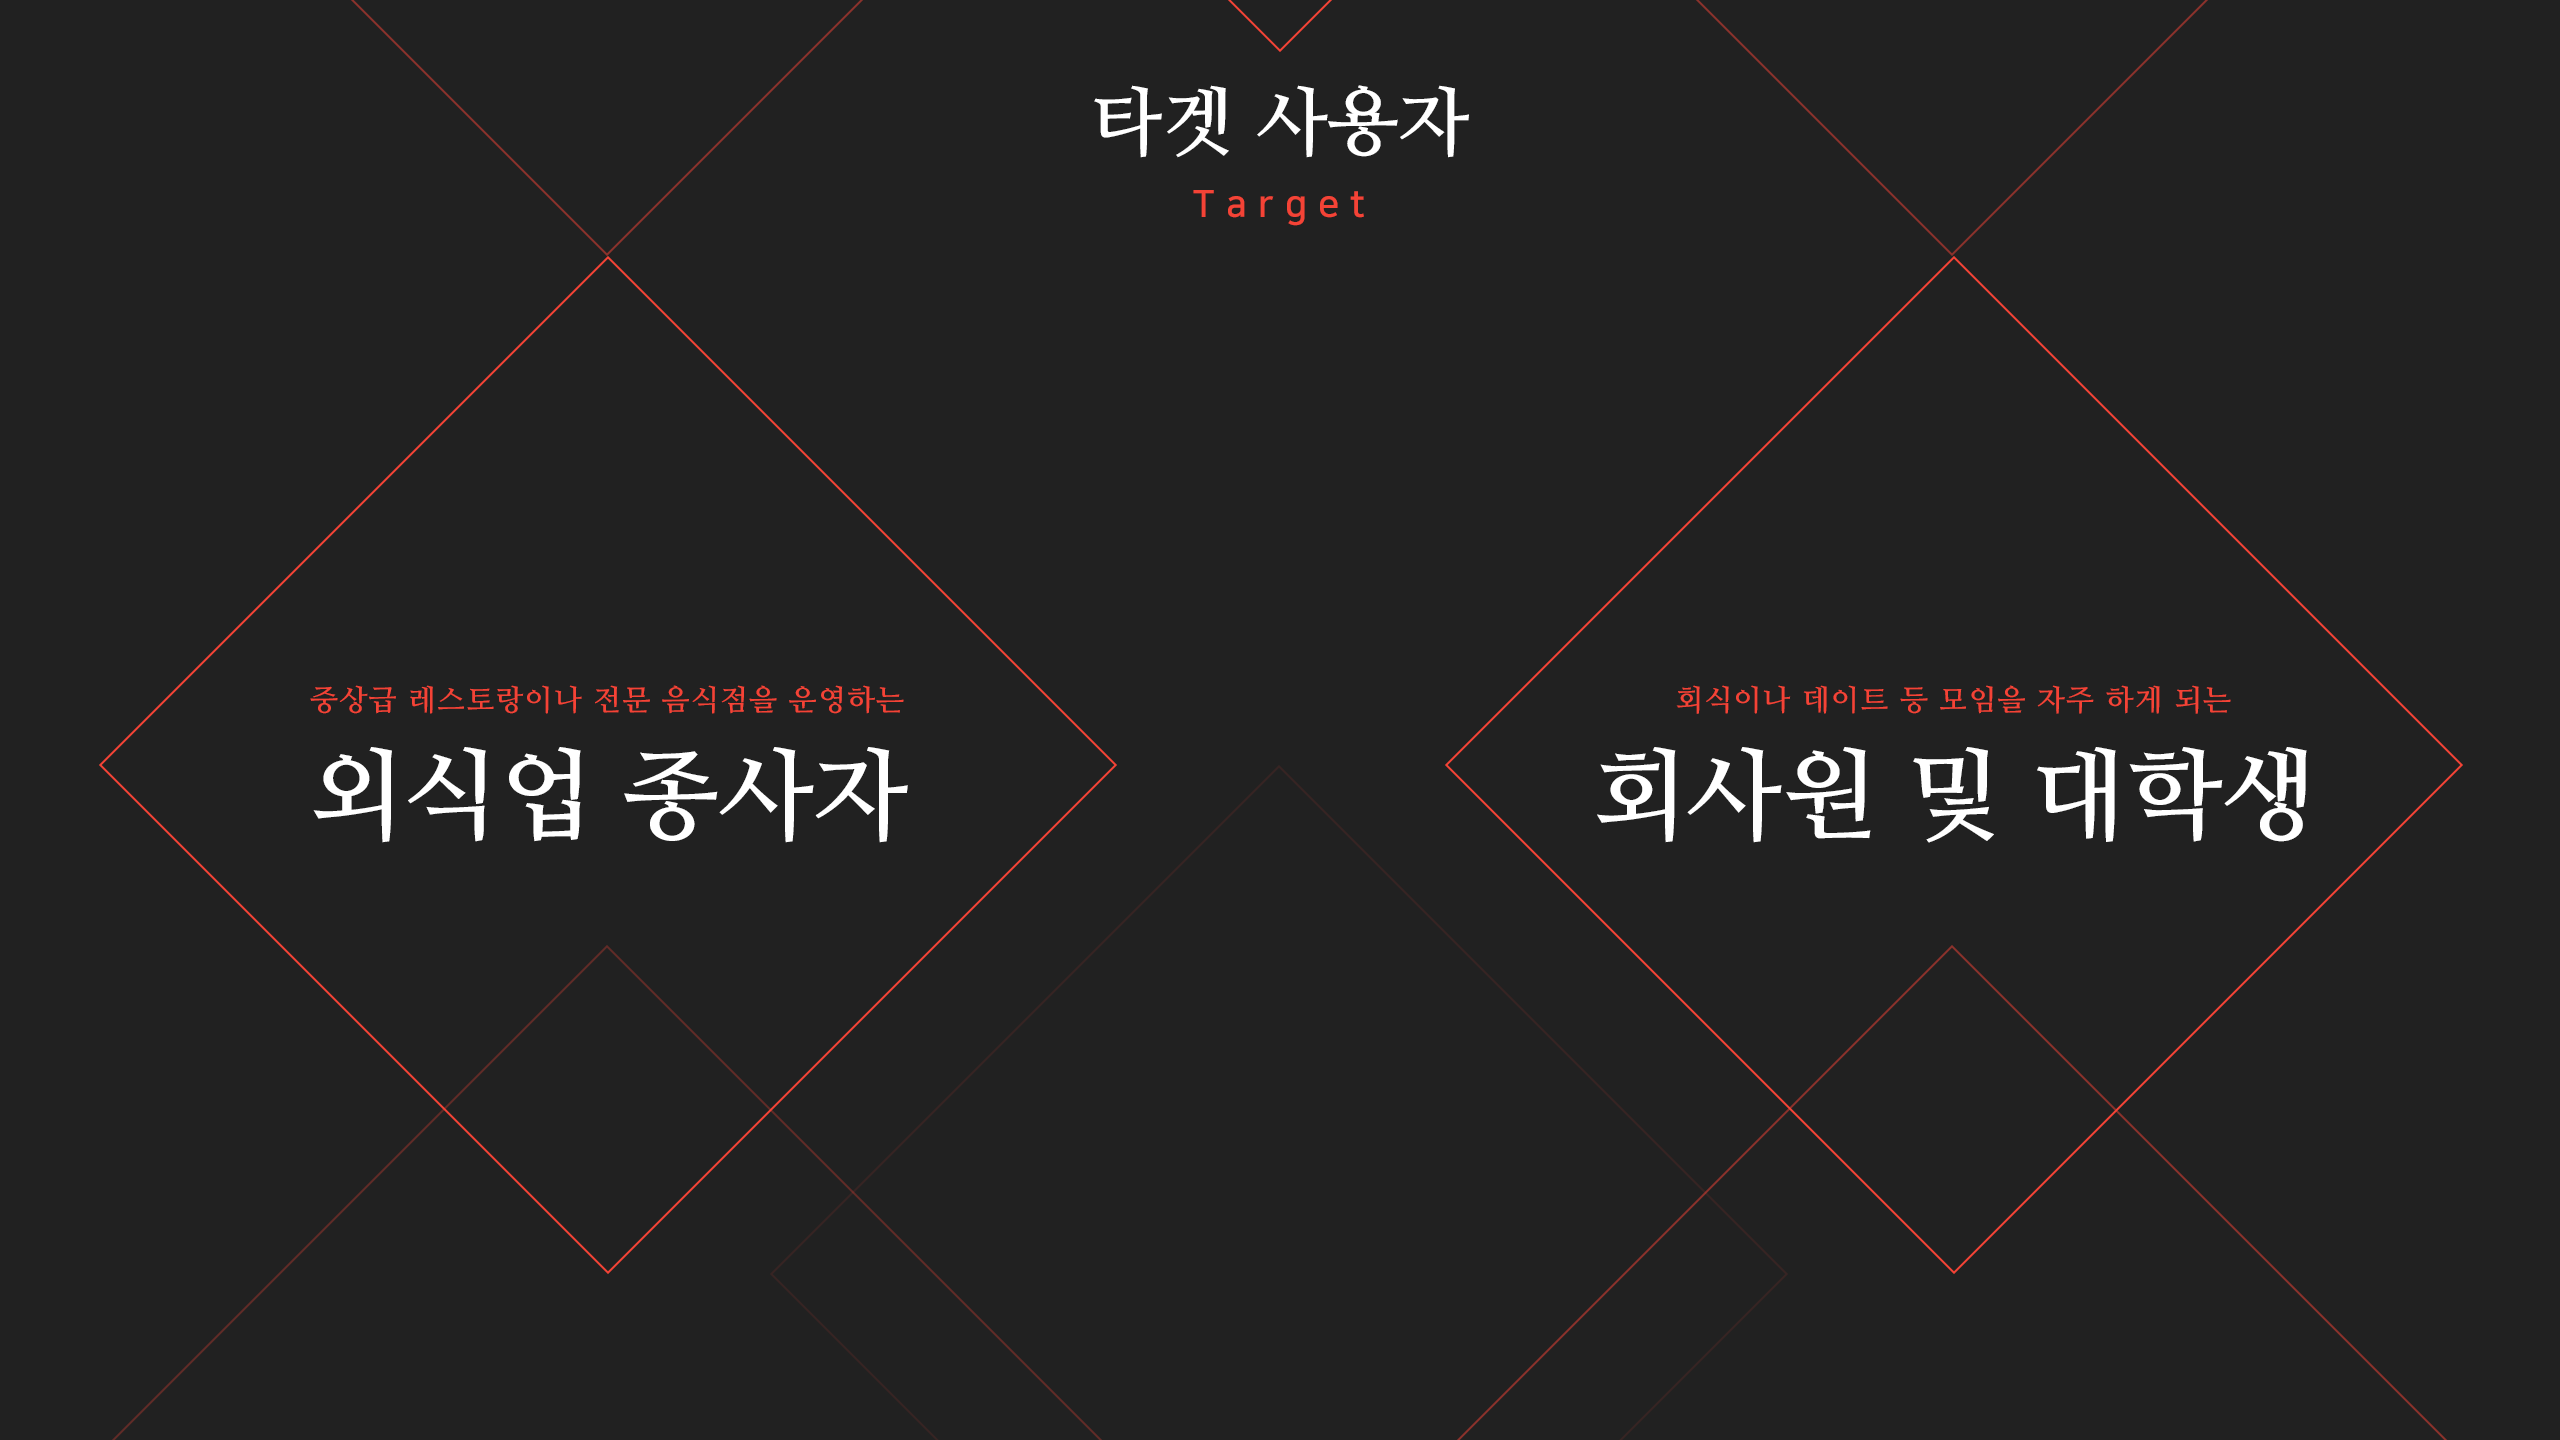 타겟 사용자
Target
중상급 레스토랑이나 전문 음식점을 운영하는
외식업 종사자
회식이나 데이트 등 모임을 자주 하게 되는
회사원 및 대학생